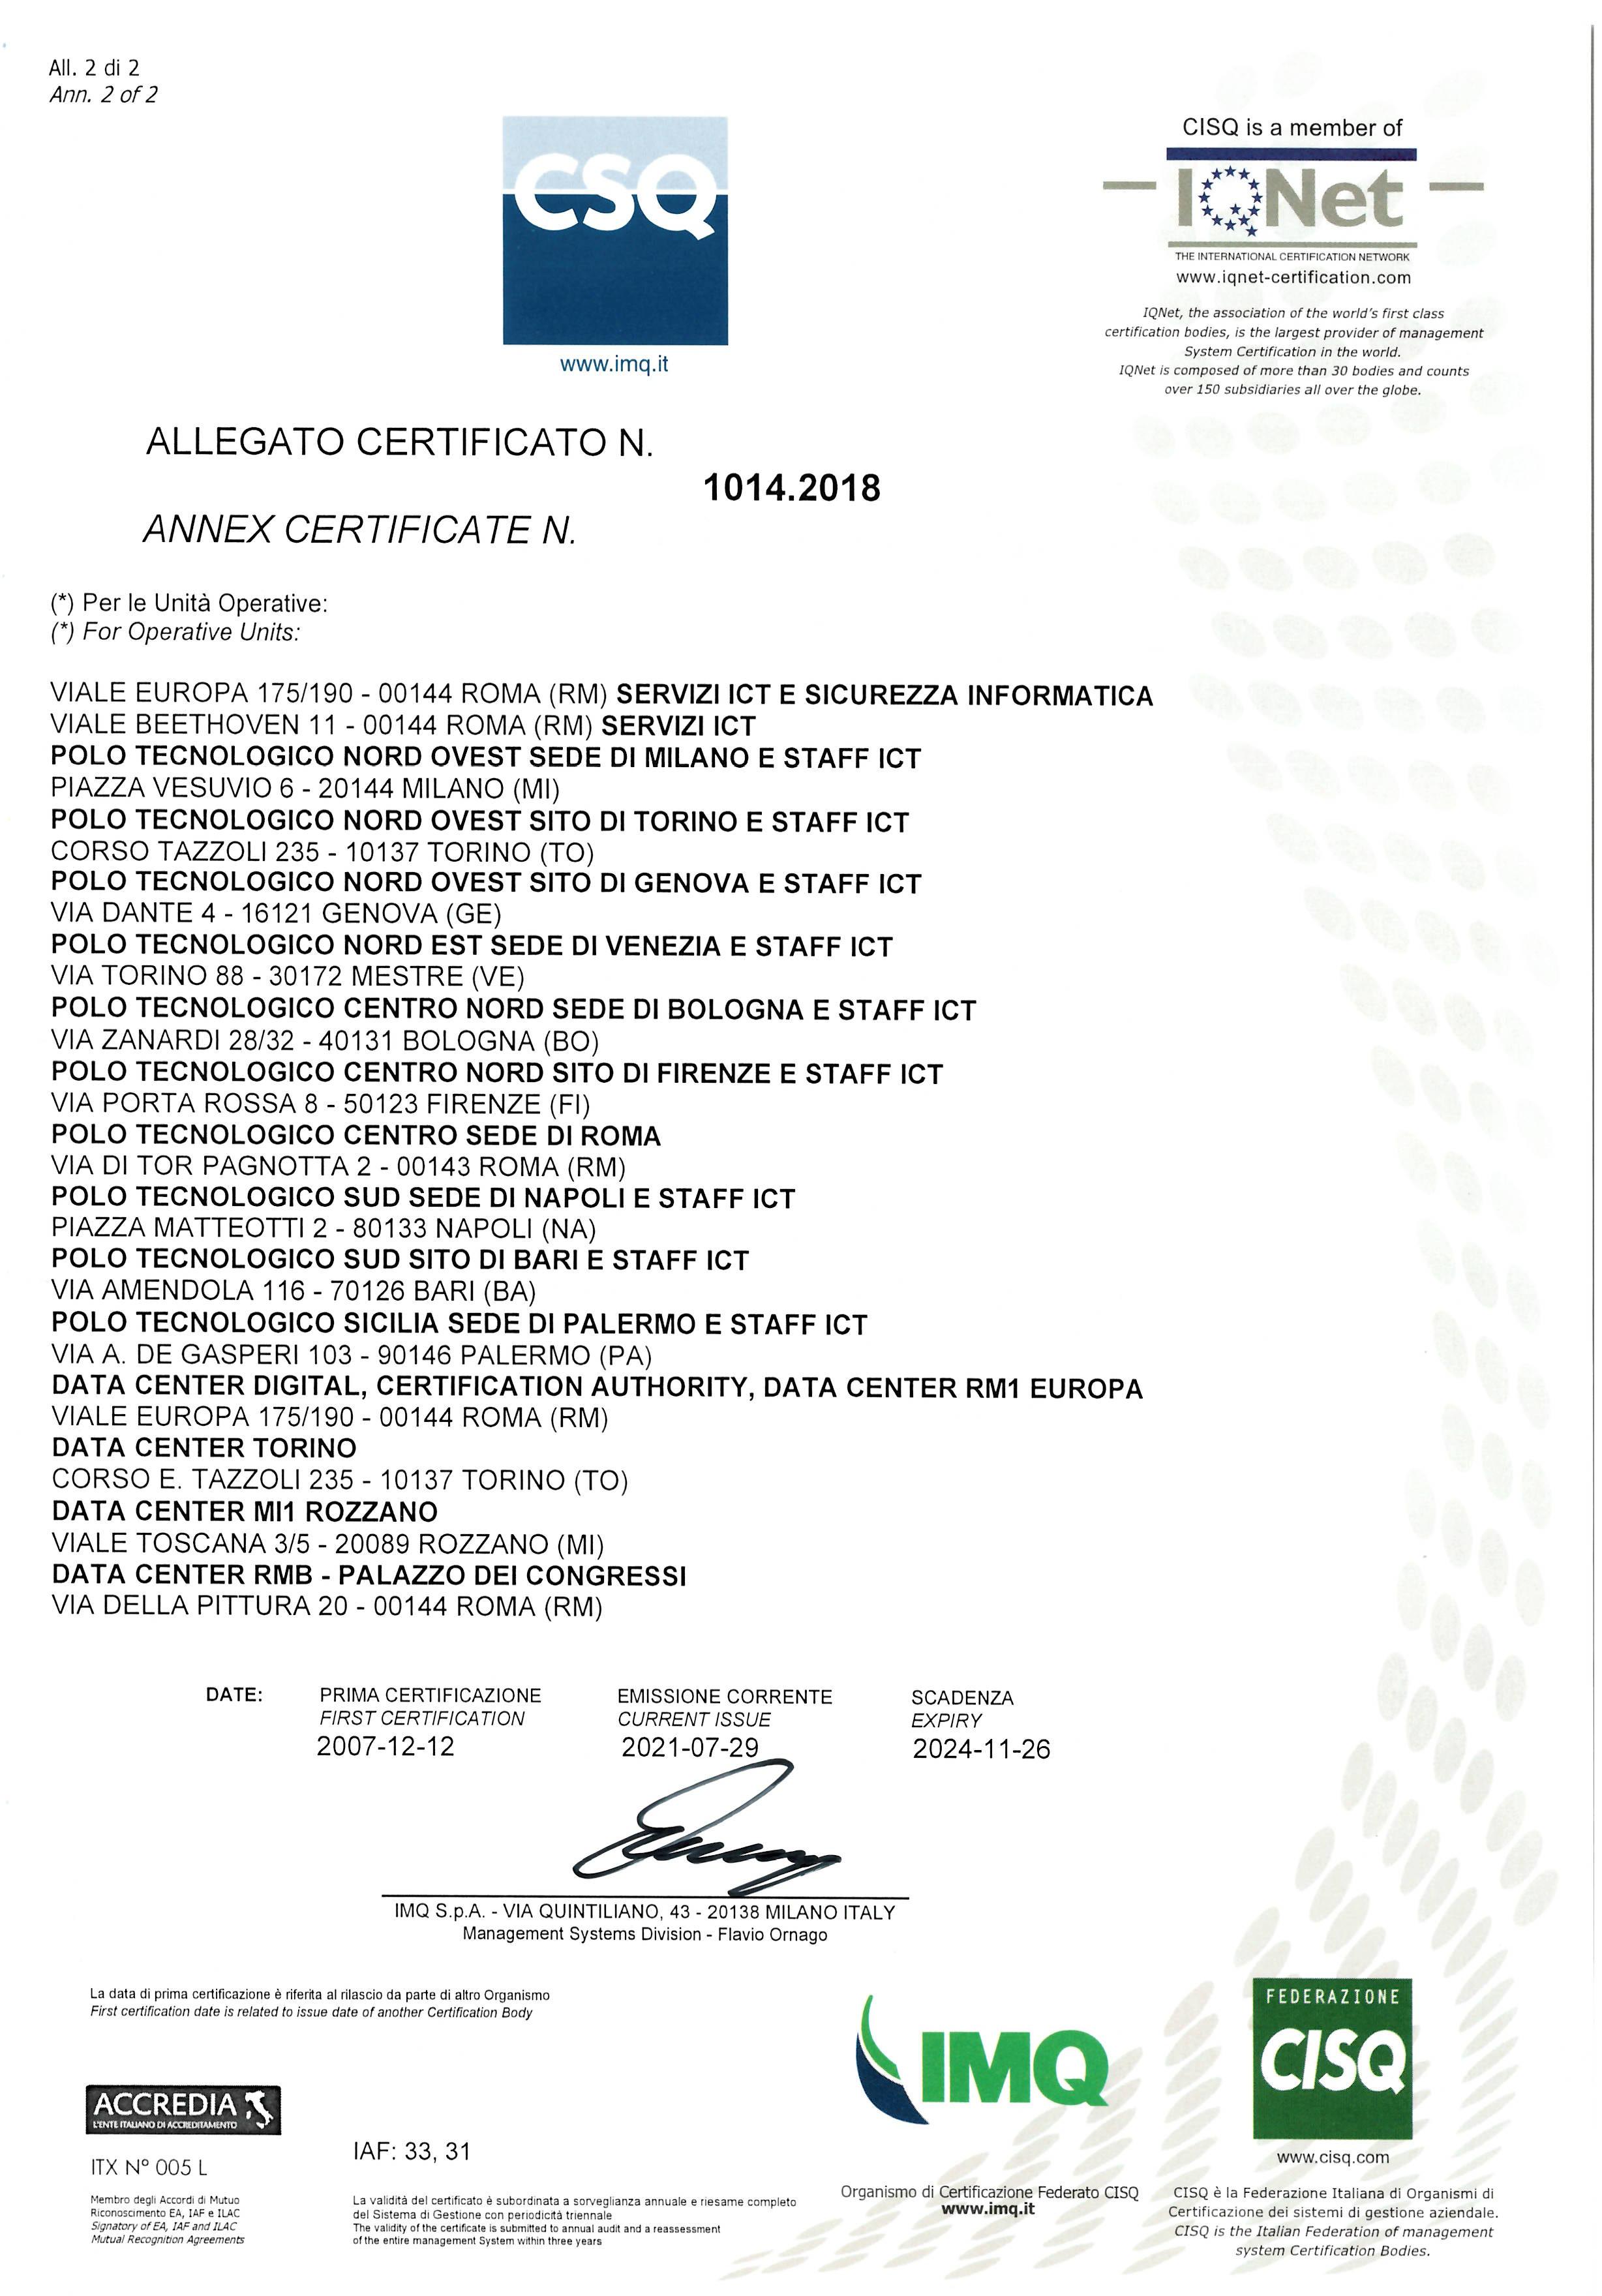 All. 2 di 2
Ann. 2 of 2
CSQ
www.imq.it
CISQ is a member of
IQNet
THE INTERNATIONAL CERTIFICATION NETWORK
www.iqnet-certification.com
IQNet, the association of the world's first class
certification bodies, is the largest provider of management
System Certification in the world.
IQNet is composed of more than 30 bodies and counts
over 150 subsidiaries all over the globe.
ALLEGATO CERTIFICATO N.
1014.2018
ANNEX CERTIFICATE N.
(*) Per le Unità Operative:
(*) For Operative Units:
VIALE EUROPA 175/190 - 00144 ROMA (RM) SERVIZI ICT E SICUREZZA INFORMATICA
VIALE BEETHOVEN 11 - 00144 ROMA (RM) SERVIZI ICT
POLO TECNOLOGICO NORD OVEST SEDE DI MILANO E STAFF ICT
PIAZZA VESUVIO 6 - 20144 MILANO (MI)
POLO TECNOLOGICO NORD OVEST SITO DI TORINO E STAFF ICT
CORSO TAZZOLI 235 - 10137 TORINO (TO)
POLO TECNOLOGICO NORD OVEST SITO DI GENOVA E STAFF ICT
VIA DANTE 4 - 16121 GENOVA (GE)
POLO TECNOLOGICO NORD EST SEDE DI VENEZIA E STAFF ICT
VIA TORINO 88 - 30172 MESTRE (VE)
POLO TECNOLOGICO CENTRO NORD SEDE DI BOLOGNA E STAFF ICT
VIA ZANARDI 28/32 - 40131 BOLOGNA (BO)
POLO TECNOLOGICO CENTRO NORD SITO DI FIRENZE E STAFF ICT
VIA PORTA ROSSA 8 - 50123 FIRENZE (FI)
POLO TECNOLOGICO CENTRO SEDE DI ROMA
VIA DI TOR PAGNOTTA 2 - 00143 ROMA (RM)
POLO TECNOLOGICO SUD SEDE DI NAPOLI E STAFF ICT
PIAZZA MATTEOTTI 2 - 80133 NAPOLI (NA)
POLO TECNOLOGICO SUD SITO DI BARI E STAFF ICT
VIA AMENDOLA 116 - 70126 BARI (BA)
POLO TECNOLOGICO SICILIA SEDE DI PALERMO E STAFF ICT
VIA A. DE GASPERI 103 - 90146 PALERMO (PA)
DATA CENTER DIGITAL, CERTIFICATION AUTHORITY, DATA CENTER RM1 EUROPA
VIALE EUROPA 175/190 - 00144 ROMA (RM)
DATA CENTER TORINO
CORSO E. TAZZOLI 235 - 10137 TORINO (TO)
DATA CENTER MI1 ROZZANO
VIALE TOSCANA 3/5 - 20089 ROZZANO (MI)
DATA CENTER RMB - PALAZZO DEI CONGRESSI
VIA DELLA PITTURA 20 - 00144 ROMA (RM)
DATE: PRIMA CERTIFICAZIONE EMISSIONE CORRENTE SCADENZA
FIRST CERTIFICATION CURRENT ISSUE EXPIRY
2007-12-12 2021-07-29 2024-11-26
IMQ S.p.A. - VIA QUINTILIANO, 43 - 20138 MILANO ITALY
Management Systems Division - Flavio Ornago
La data di prima certificazione è riferita al rilascio da parte di altro Organismo
First certification date is related to issue date of another Certification Body
ACCREDIA
L'ENTE ITALIANO DI ACCREDITAMENTO
ITX N° 005 L
Membro degli Accordi di Mutuo
Riconoscimento EA, IAF e ILAC
Signatory of EA, IAF and ILAC
Mutual Recognition Agreements
IAF: 33, 31
La validità del certificato è subordinata a sorveglianza annuale e riesame completo
del Sistema di Gestione con periodicità triennale
The validity of the certificate is submitted to annual audit and a reassessment
of the entire management System within three years
IMQ
Organismo di Certificazione Federato CISQ
www.imq.it
FEDERAZIONE
CISQ
www.cisq.com
CISQ è la Federazione Italiana di Organismi di
Certificazione dei sistemi di gestione aziendale.
CISQ is the Italian Federation of management
system Certification Bodies.